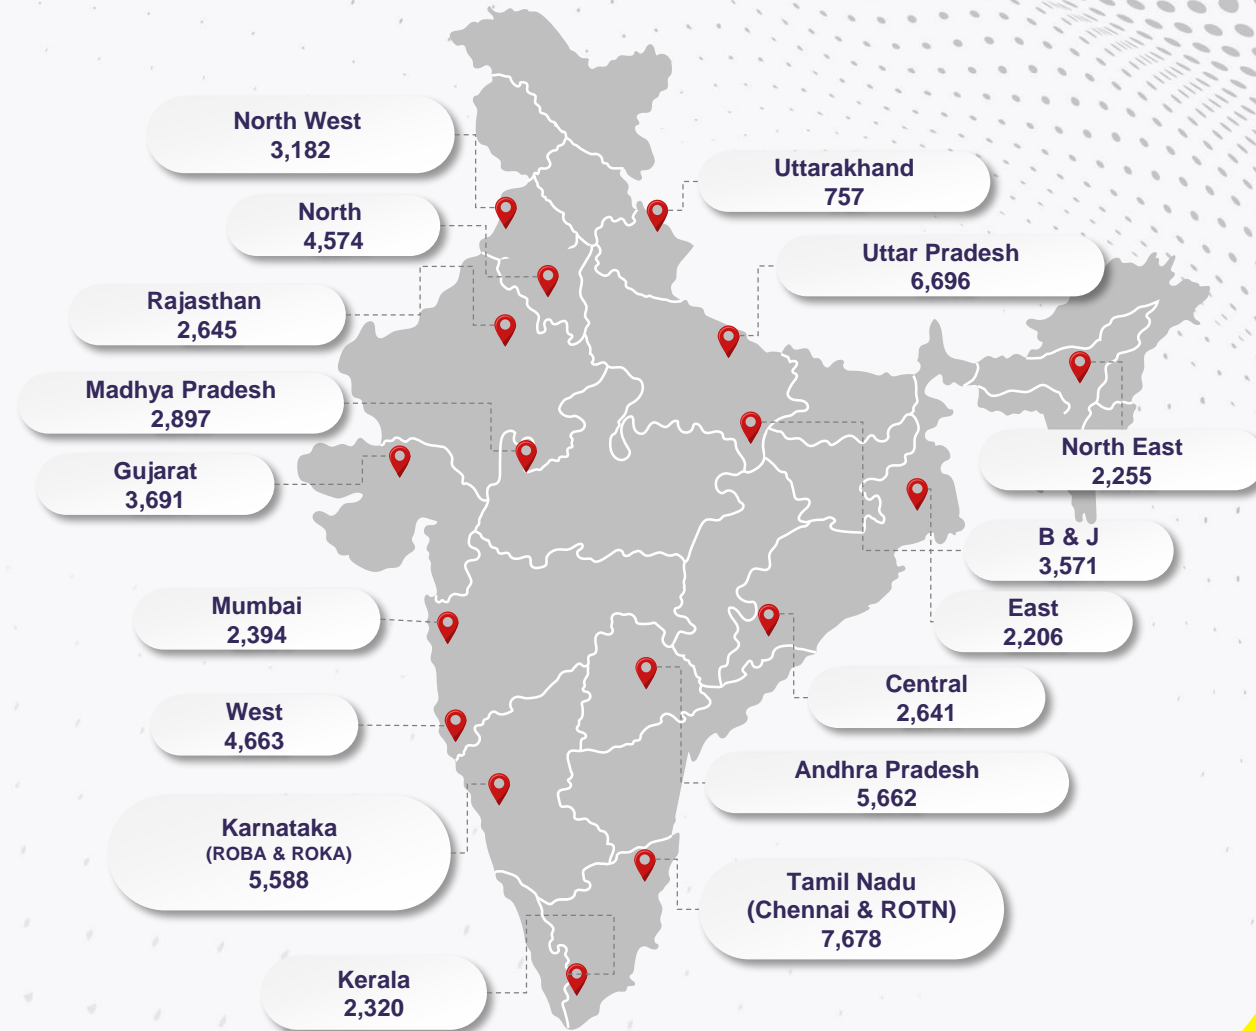 North West
3,182
North
4,574
Rajasthan
2,645
Madhya Pradesh
2,897
Gujarat
3,691
Mumbai
2,394
West
4,663
Karnataka
(ROBA & ROKA)
5,588
Kerala
2,320
Uttarakhand
757
Uttar Pradesh
6,696
North East
2,255
B & J
3,571
East
2,206
Central
2,641
Andhra Pradesh
5,662
Tamil Nadu
(Chennai & ROTN)
7,678